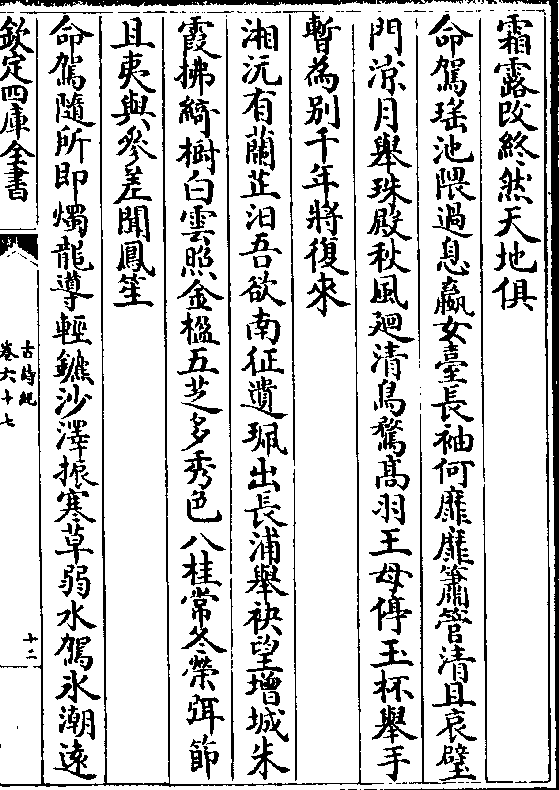 霜露改終然天地俱
命駕瑤池隈過息嬴女臺長袖何靡靡簫管清且哀璧
門涼月舉珠殿秋風廻清鳥鶩髙羽王母停玉杯舉手
暫為別千年將復來
湘沅有蘭芷汨吾欲南征遺珮出長浦舉袂望增城朱
霞拂綺樹白雲照金楹五芝多秀色八桂常冬榮弭節
且夷與參差聞鳳笙
命駕隨所即燭龍導輕鑣沙澤振寒草弱水駕氷潮遠
欽定四庫全書
古詩紀
卷六十七
十二